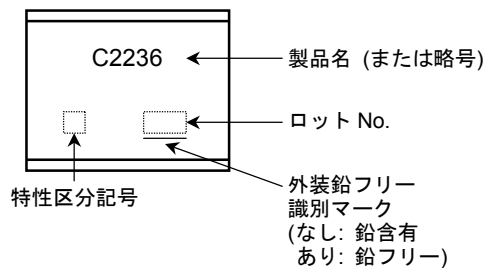 C2236
製品名 (または略号)
ロット No.
特性区分記号
外装鉛フリー
識別マーク
(なし: 鉛含有
あり: 鉛フリー)